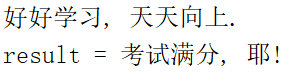 好好学习, 天天向上.
result = 考试满分, 耶!